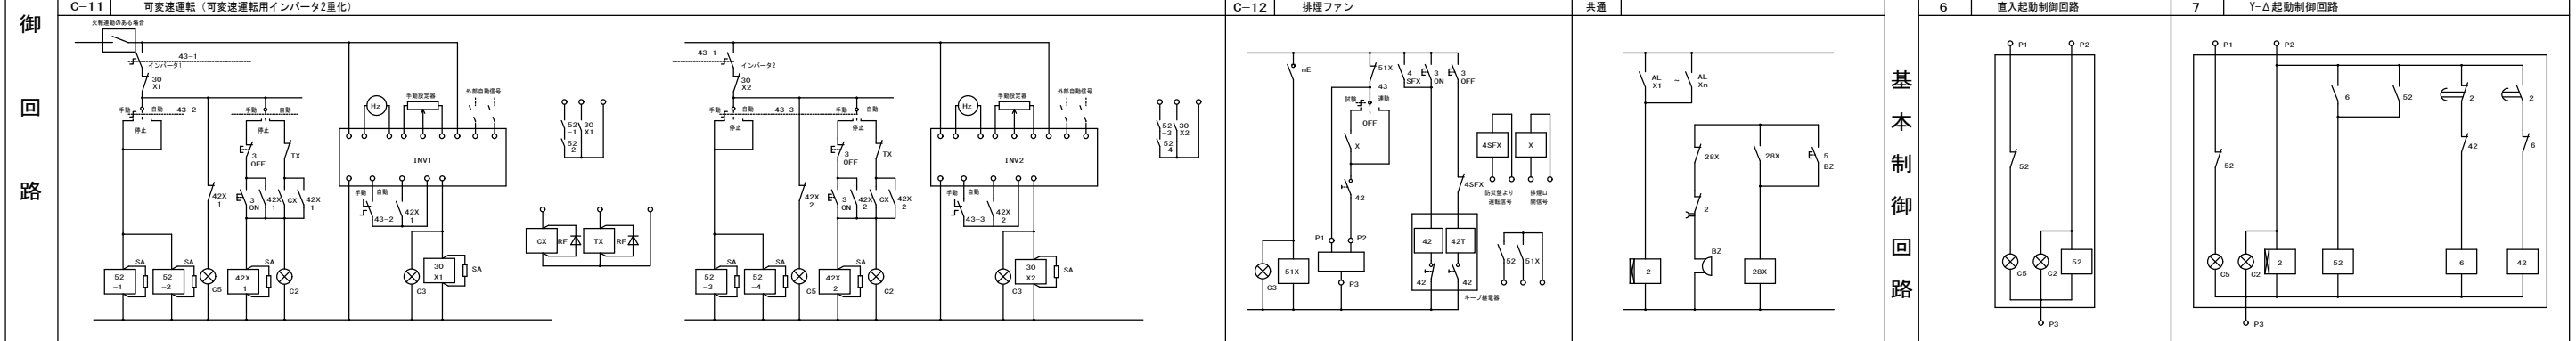 御回路
C-11 可変速運転（可変速運転用インバータ2重化）
火報連動のある場合
43-1
インバータ1
30
X1
手動 自動 43-2
停止
手動 自動
停止
3
OFF
TX
3
ON
42X
1
CX
42X
1
42X
1
Hz
手動設定器
外部自動信号
INV1
手動 自動
43-2
42X
1
52
-1
30
X1
52
-2
CX
RF
TX
RF
SA
52
-1
SA
52
-2
C5
SA
42X
1
C2
C3
30
X1
SA
43-1
インバータ2
30
X2
手動 自動 43-3
停止
手動 自動
停止
3
OFF
TX
3
ON
42X
2
CX
42X
2
42X
2
Hz
手動設定器
外部自動信号
INV2
手動 自動
43-3
42X
2
52
-3
30
X2
52
-4
SA
52
-3
SA
52
-4
C5
SA
42X
2
C2
C3
30
X2
SA
C-12 排煙ファン
nE
51X
4
SFX
3
ON
3
OFF
43
試験 連動
OFF
X
42
P1 P2
P3
C3
51X
4SFX
X
防災盤より
運転信号
排煙口
開信号
4SFX
42
42T
42
42
キープ継電器
52
51X
共通
AL
X1
~
AL
Xn
28X
28X
5
BZ
2
BZ
2
28X
基本制御回路
6 直入起動制御回路
P1 P2
52
C5
C2
52
P3
7 Y-Δ起動制御回路
P1 P2
6
52
2
2
42
6
52
C5
C2
2
52
6
42
P3